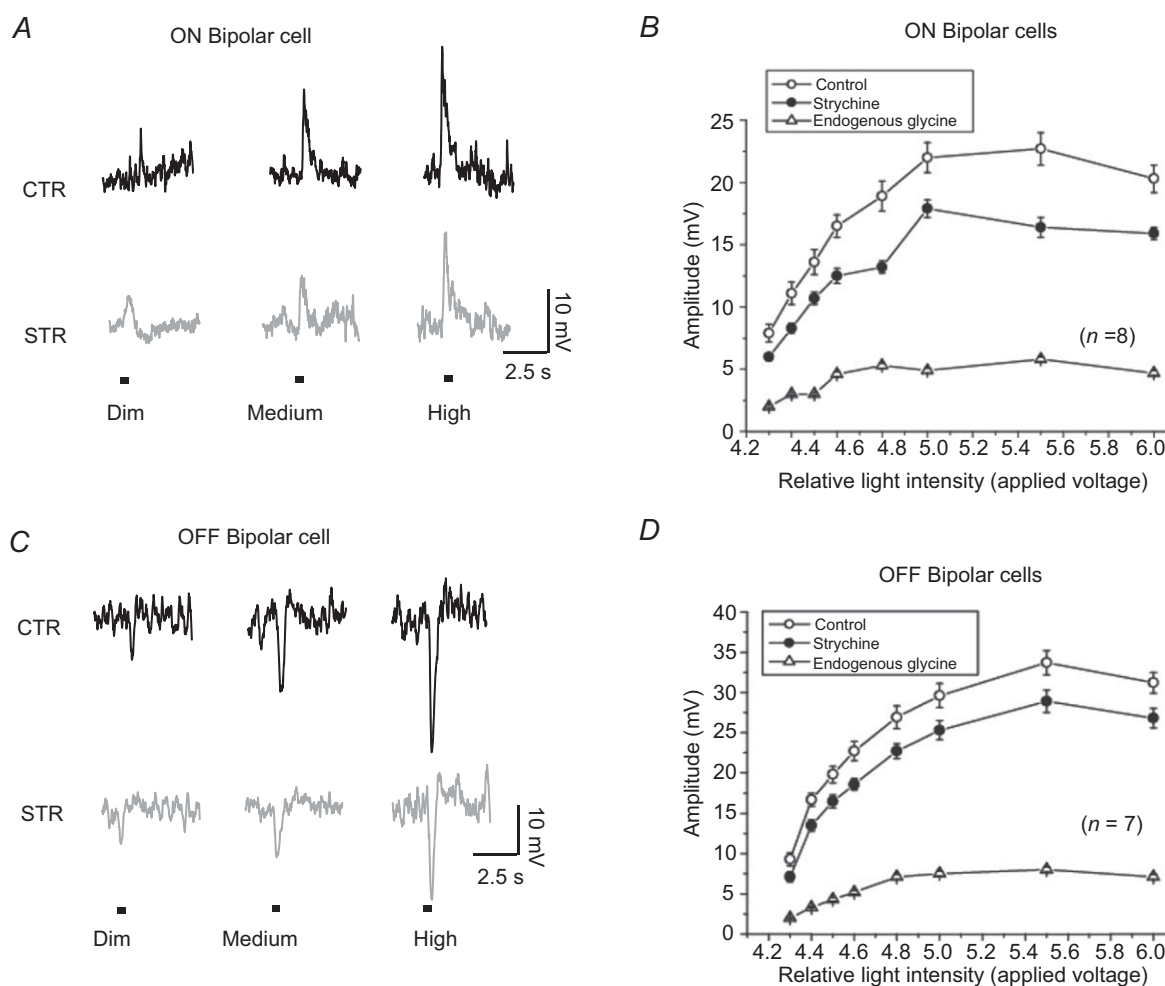 A
ON Bipolar cell
CTR
STR
10 mV
2.5 s
Dim
Medium
High
B
ON Bipolar cells
Control
Strychine
Endogenous glycine
25
20
15
10
5
0
Amplitude (mV)
(n =8)
4.2 4.4 4.6 4.8 5.0 5.2 5.4 5.6 5.8 6.0
Relative light intensity (applied voltage)
C
OFF Bipolar cell
CTR
STR
10 mV
2.5 s
Dim
Medium
High
D
OFF Bipolar cells
Control
Strychine
Endogenous glycine
40
35
30
25
20
15
10
5
0
Amplitude (mV)
(n = 7)
4.2 4.4 4.6 4.8 5.0 5.2 5.4 5.6 5.8 6.0
Relative light intensity (applied voltage)